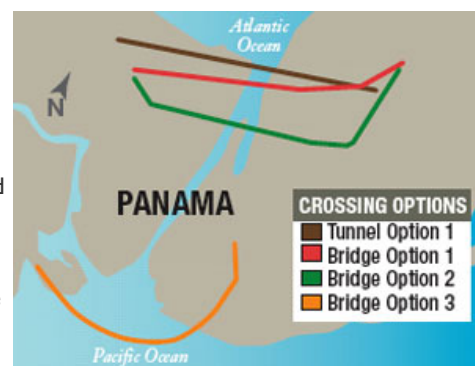 Atlantic
Ocean
N
PANAMA
CROSSING OPTIONS
Tunnel Option 1
Bridge Option 1
Bridge Option 2
Bridge Option 3
Pacific Ocean